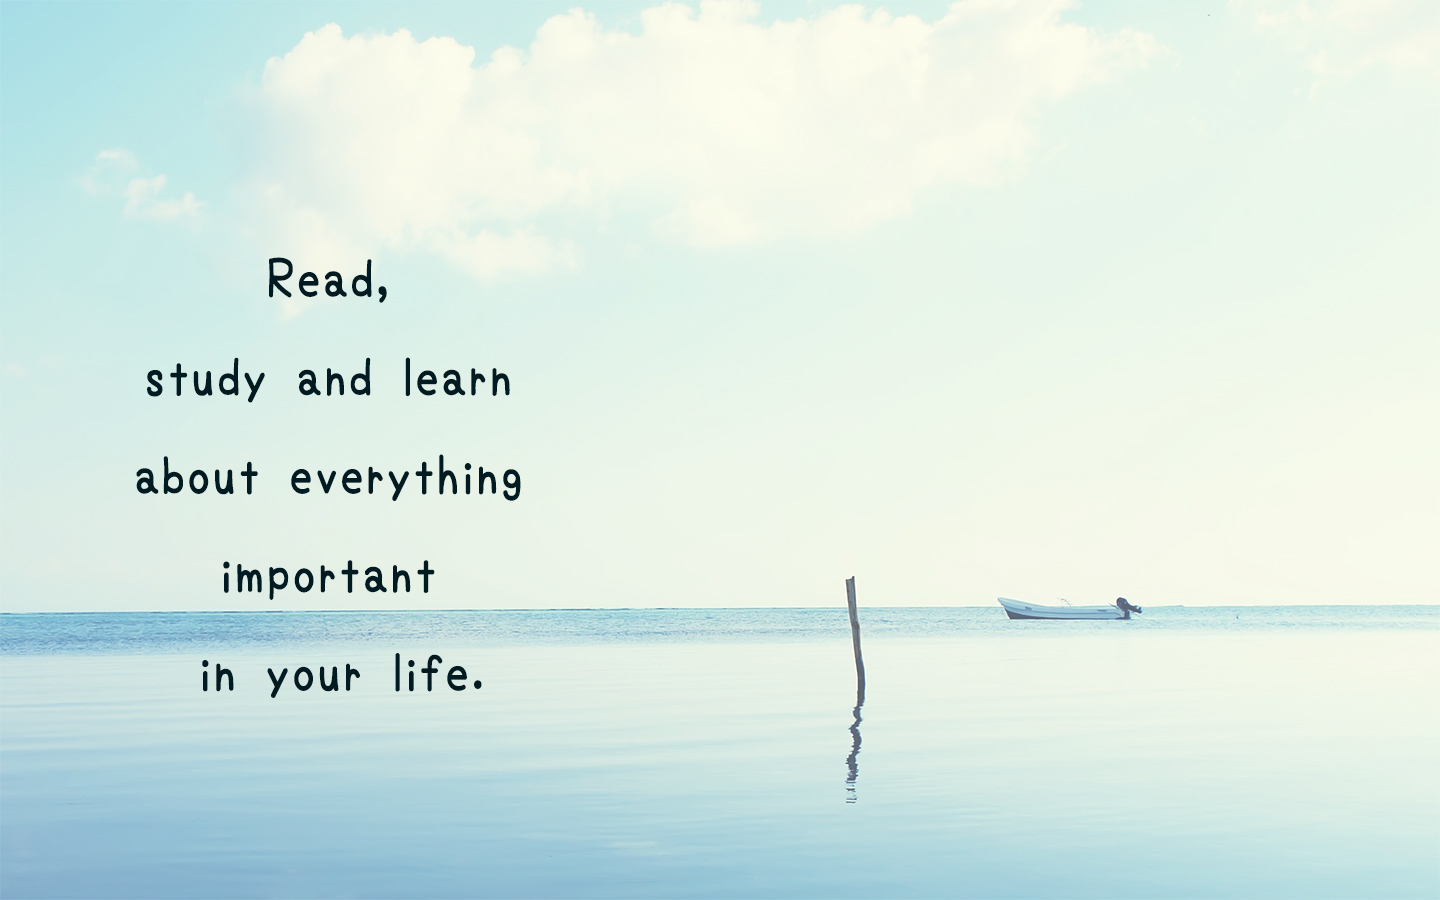 Read,
study and learn
about everything
important
in your life.